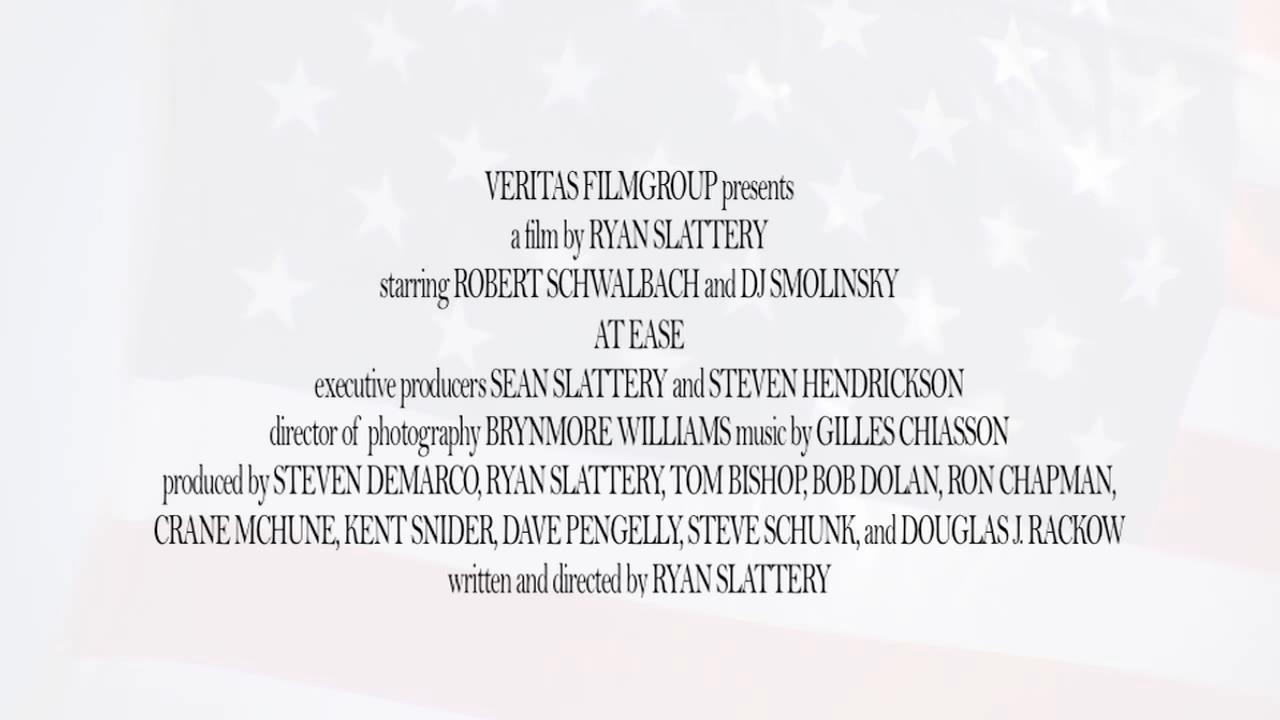 VERITAS FILMGROUP presents
a film by RYAN SLATTERY
starring ROBERT SCHWALBACH and DJ SMOLINSKY
AT EASE
executive producers SEAN SLATTERY and STEVEN HENDRICKSON
director of photography BRYNMORE WILLIAMS music by GILLES CHIASSON
produced by STEVEN DEMARCO, RYAN SLATTERY, TOM BISHOP, BOB DOLAN, RON CHAPMAN,
CRANE MCHUNE, KENT SNIDER, DAVE PENGELLY, STEVE SCHUNK, and DOUGLAS J. RACKOW
written and directed by RYAN SLATTERY